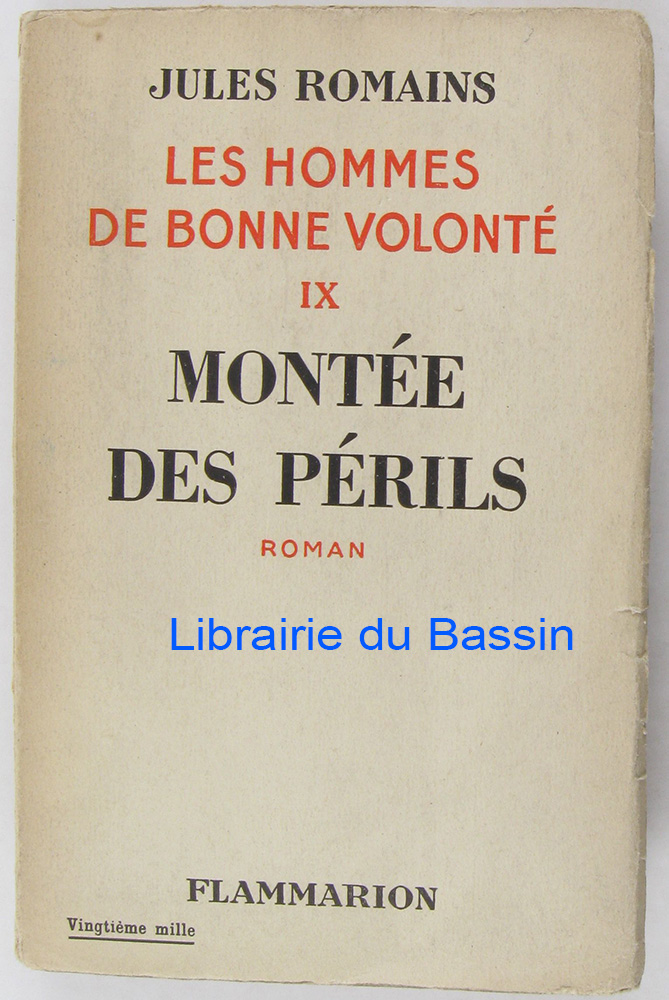 JULES ROMAINS
LES HOMMES
DE BONNE VOLONTÉ
IX
MONTÉE
DES PÉRILS
ROMAN
Librairie du Bassin
FLAMMARION
Vingtième mille